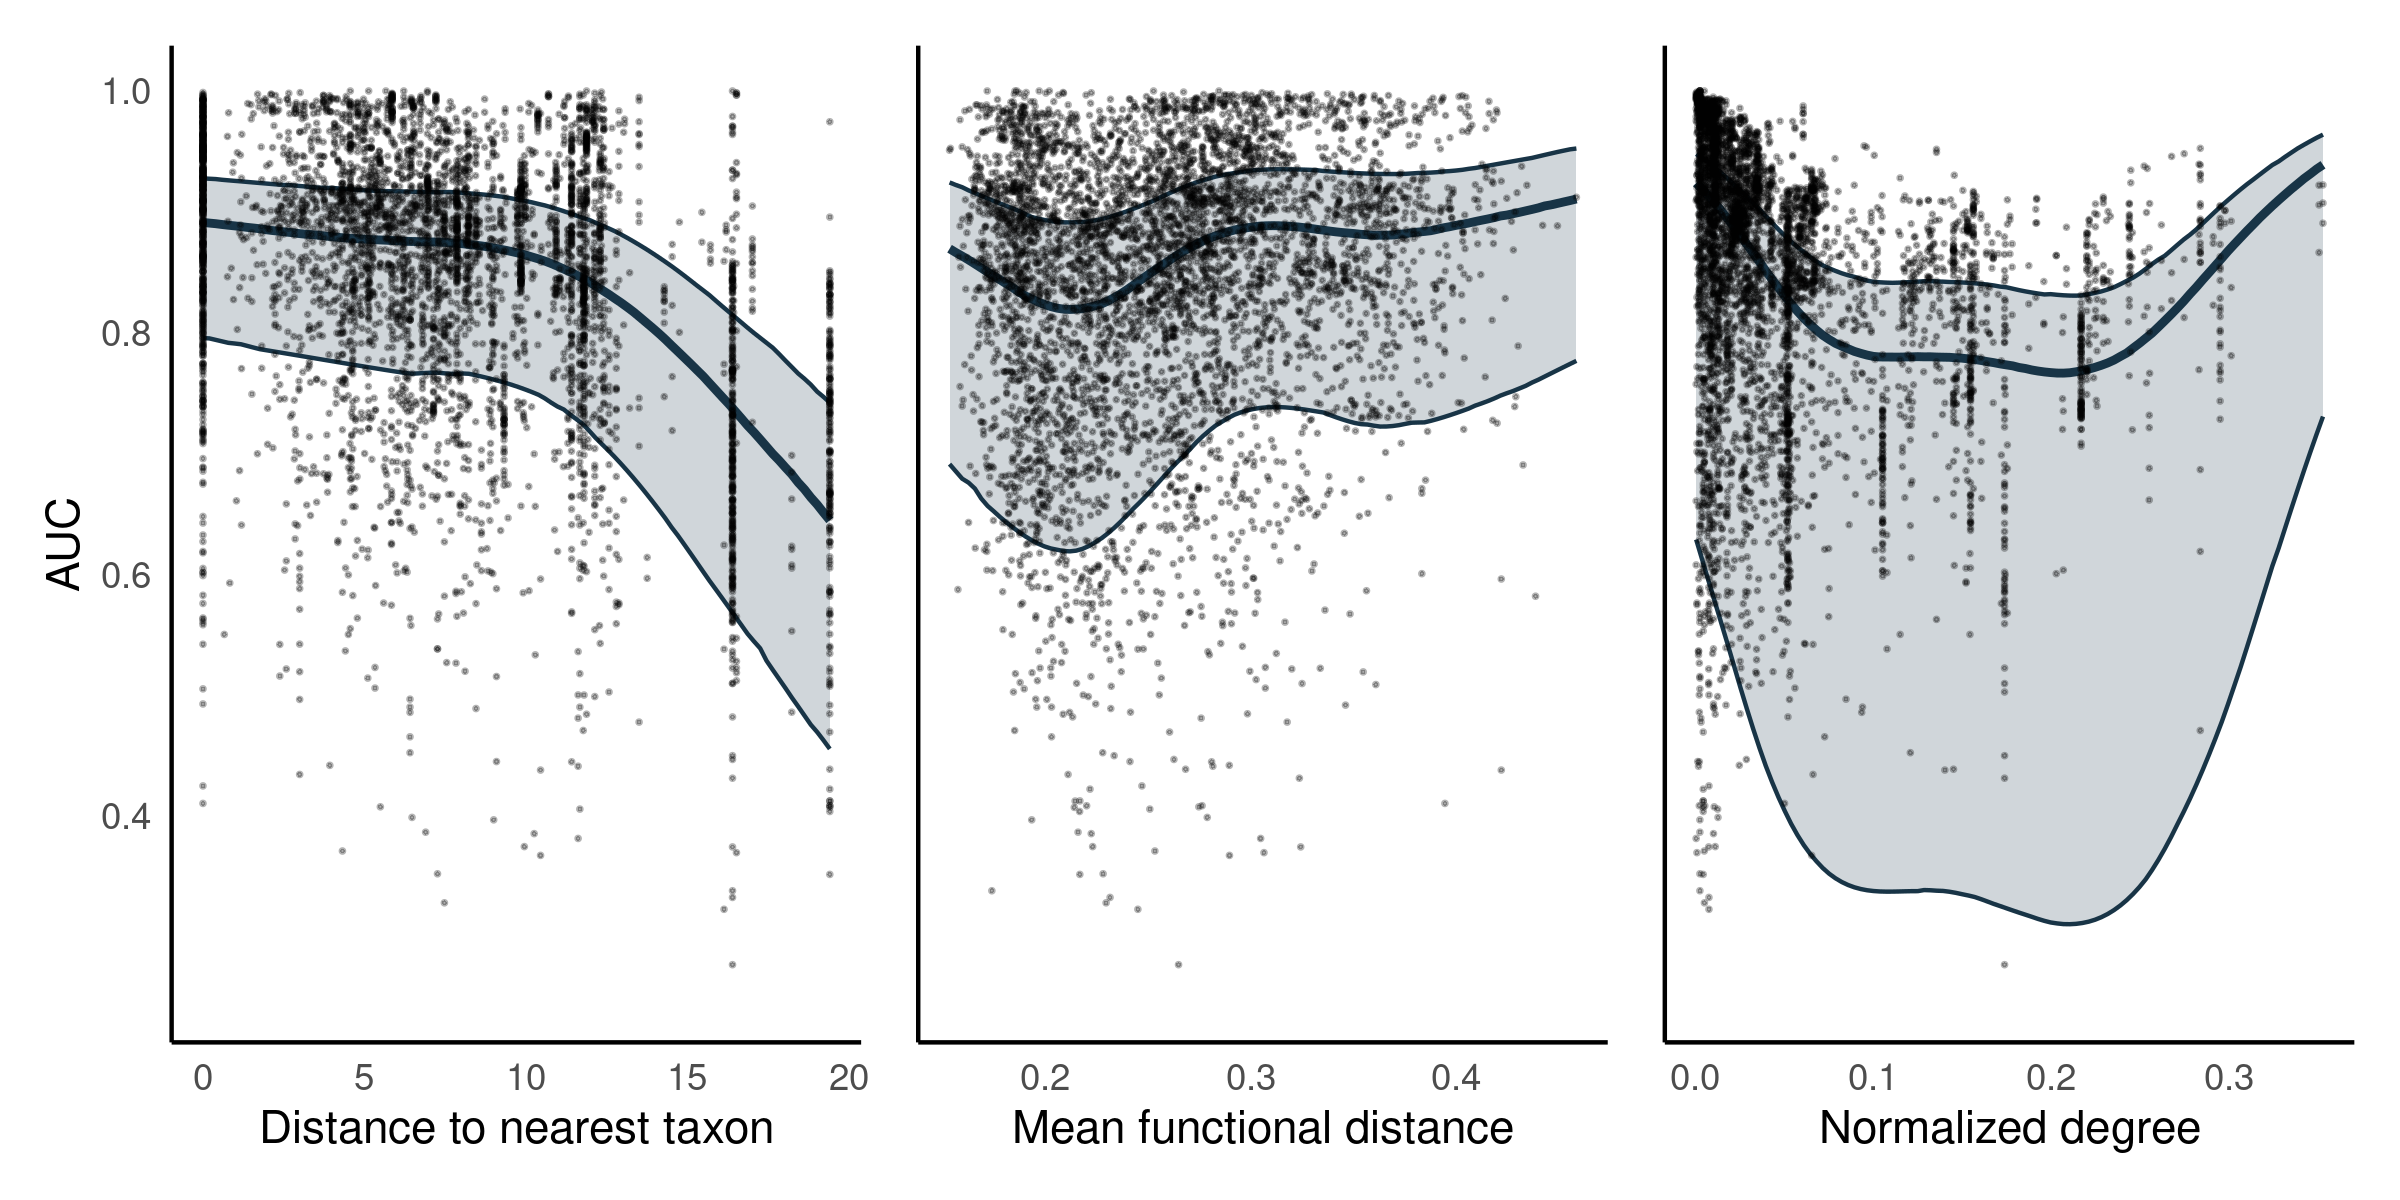 AUC
1.0
0.8
0.6
0.4
0 5 10 15 20
0.2 0.3 0.4
0.0 0.1 0.2 0.3
Distance to nearest taxon
Mean functional distance
Normalized degree